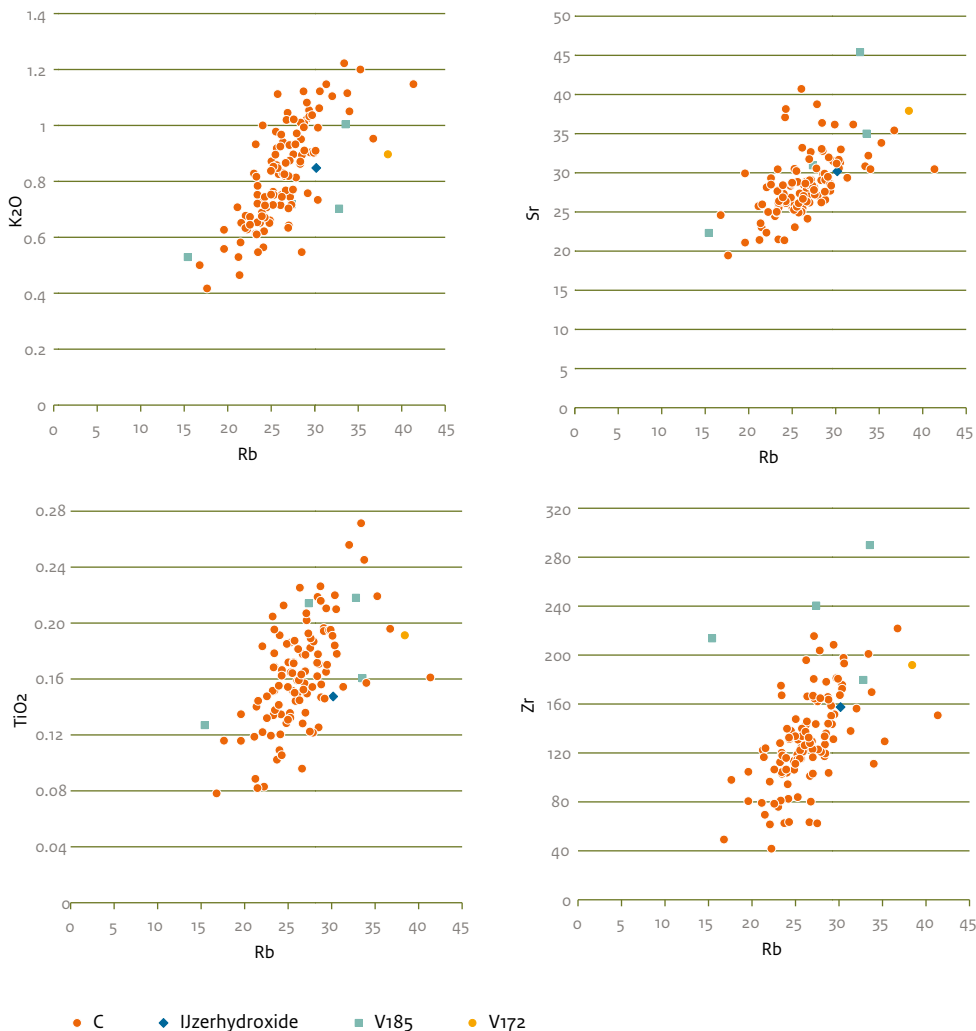 1.4
1.2
1
0.8
0.6
0.4
0.2
0
0 5 10 15 20 25 30 35 40 45
K2O
Rb
50
45
40
35
30
25
20
15
10
5
0
0 5 10 15 20 25 30 35 40 45
Sr
Rb
0.28
0.24
0.20
0.16
0.12
0.08
0.04
0
0 5 10 15 20 25 30 35 40 45
TiO2
Rb
320
280
240
200
160
120
80
40
0
0 5 10 15 20 25 30 35 40 45
Zr
Rb
C IJzerhydroxide V185 V172